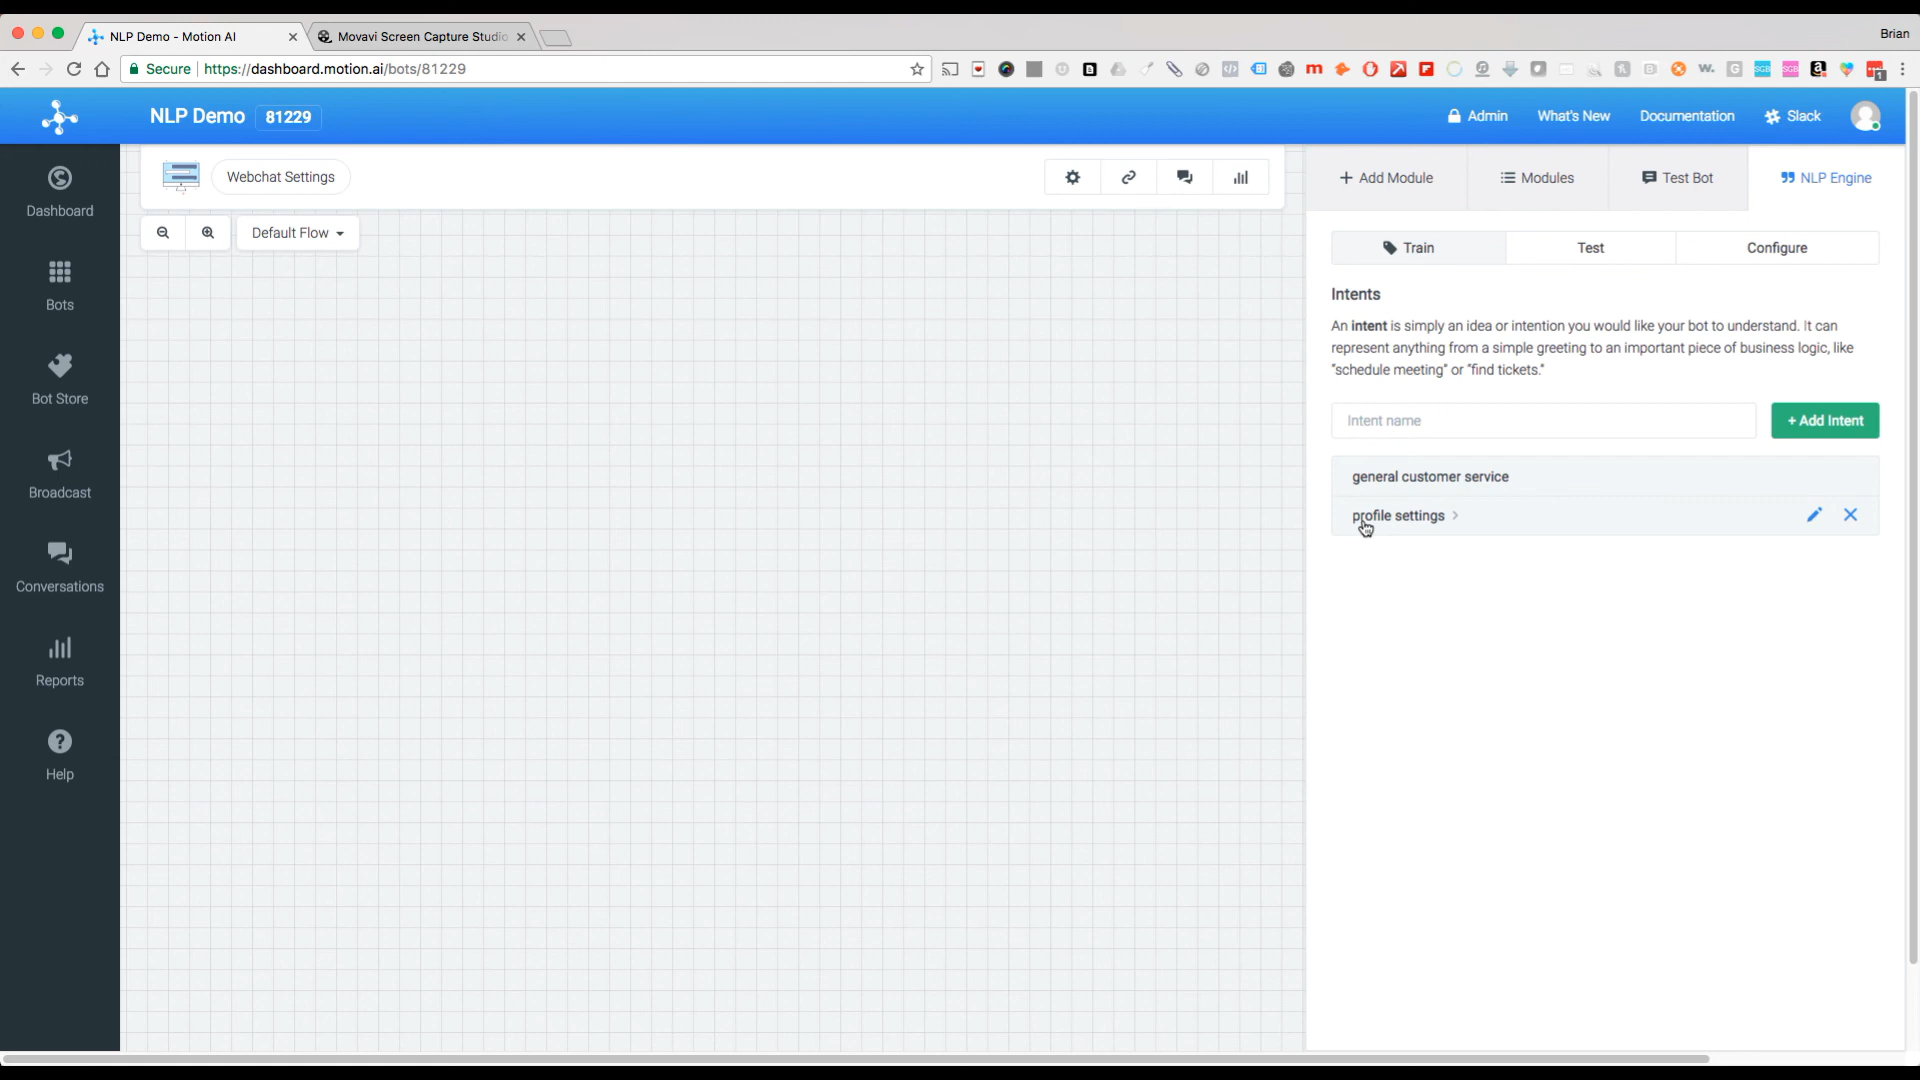 NLP Demo - Motion AI
Movavi Screen Capture Studio
Brian
Secure
https://dashboard.motion.ai/bots/81229
NLP Demo 81229
Admin
What's New
Documentation
Slack
Dashboard
Bots
Bot Store
Broadcast
Conversations
Reports
Help
Webchat Settings
Default Flow
+ Add Module
Modules
Test Bot
NLP Engine
Train
Test
Configure
Intents
An intent is simply an idea or intention you would like your bot to understand. It can
represent anything from a simple greeting to an important piece of business logic, like
"schedule meeting" or "find tickets."
Intent name
+ Add Intent
general customer service
profile settings